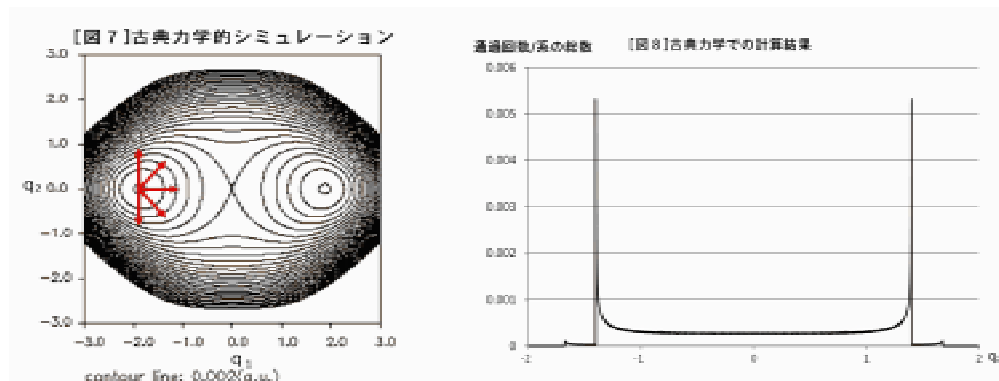 [図7]古典力学的シミュレーション
3.0
2.0
1.0
q₂ 0.0
-1.0
-2.0
-3.0
-3.0 -2.0 -1.0 0.0 1.0 2.0 3.0
q₁
contour line: 0.002(a.u.)
通過回数/系の総数 [図8]古典力学での計算結果
0.006
0.005
0.004
0.003
0.002
0.001
0
-2 -1 0 1 2 q₂